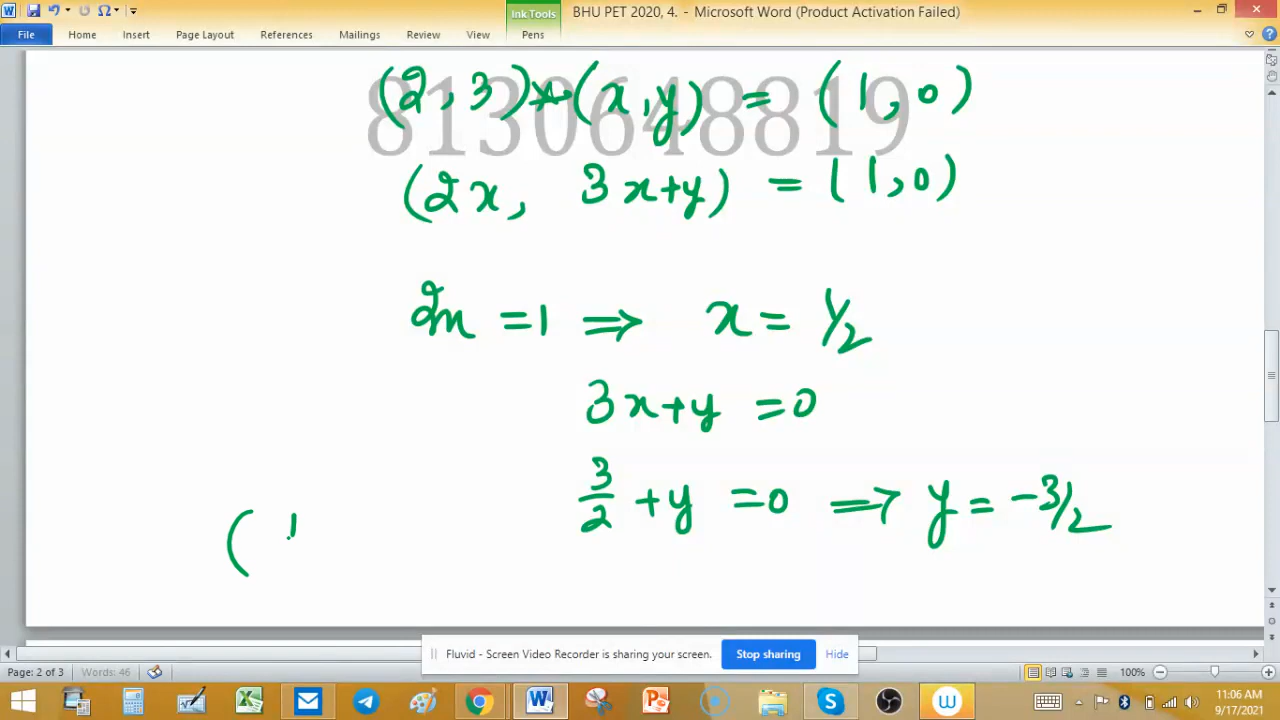 BHU PET 2020, 4. - Microsoft Word (Product Activation Failed)
Ink Tools
File Home Insert Page Layout References Mailings Review View Pens
8130648819
(2,3)*(x,y) = (1,0)
(2x, 3x+y) = (1,0)
2x =1 ⇒ x= 1/2
3x+y =0
3/2 +y =0 ⇒ y= -3/2
( 1
Fluvid - Screen Video Recorder is sharing your screen. Stop sharing Hide
Page: 2 of 3 Words: 46 100%
11:06 AM
9/17/2021